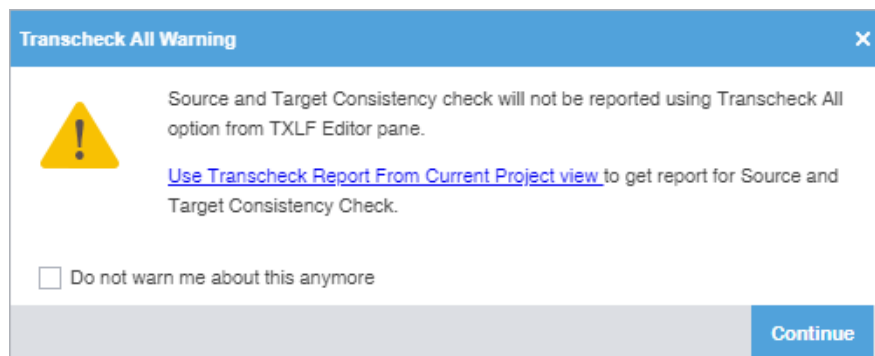 Transcheck All Warning
Source and Target Consistency check will not be reported using Transcheck All
option from TXLF Editor pane.
Use Transcheck Report From Current Project view to get report for Source and
Target Consistency Check.
Do not warn me about this anymore
Continue